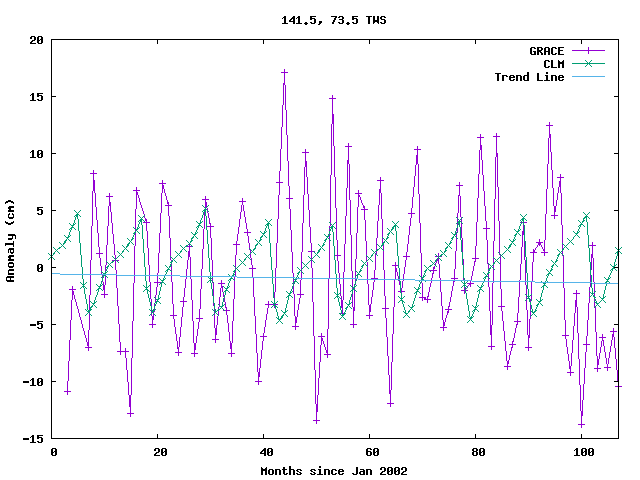 141.5, 73.5 TWS
GRACE
CLM
Trend Line
20
15
10
5
0
-5
-10
-15
Anomaly (cm)
0 20 40 60 80 100
Months since Jan 2002